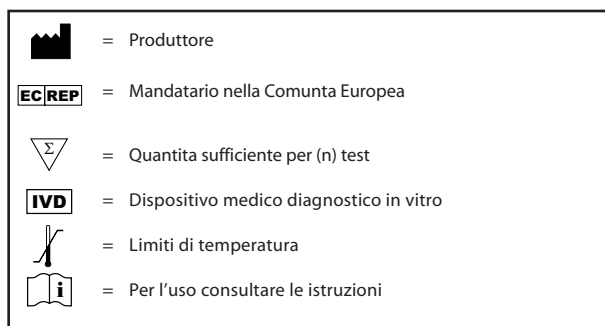 = Produttore
EC REP = Mandatario nella Comunta Europea
Σ = Quantita sufficiente per (n) test
IVD = Dispositivo medico diagnostico in vitro
= Limiti di temperatura
i = Per l'uso consultare le istruzioni